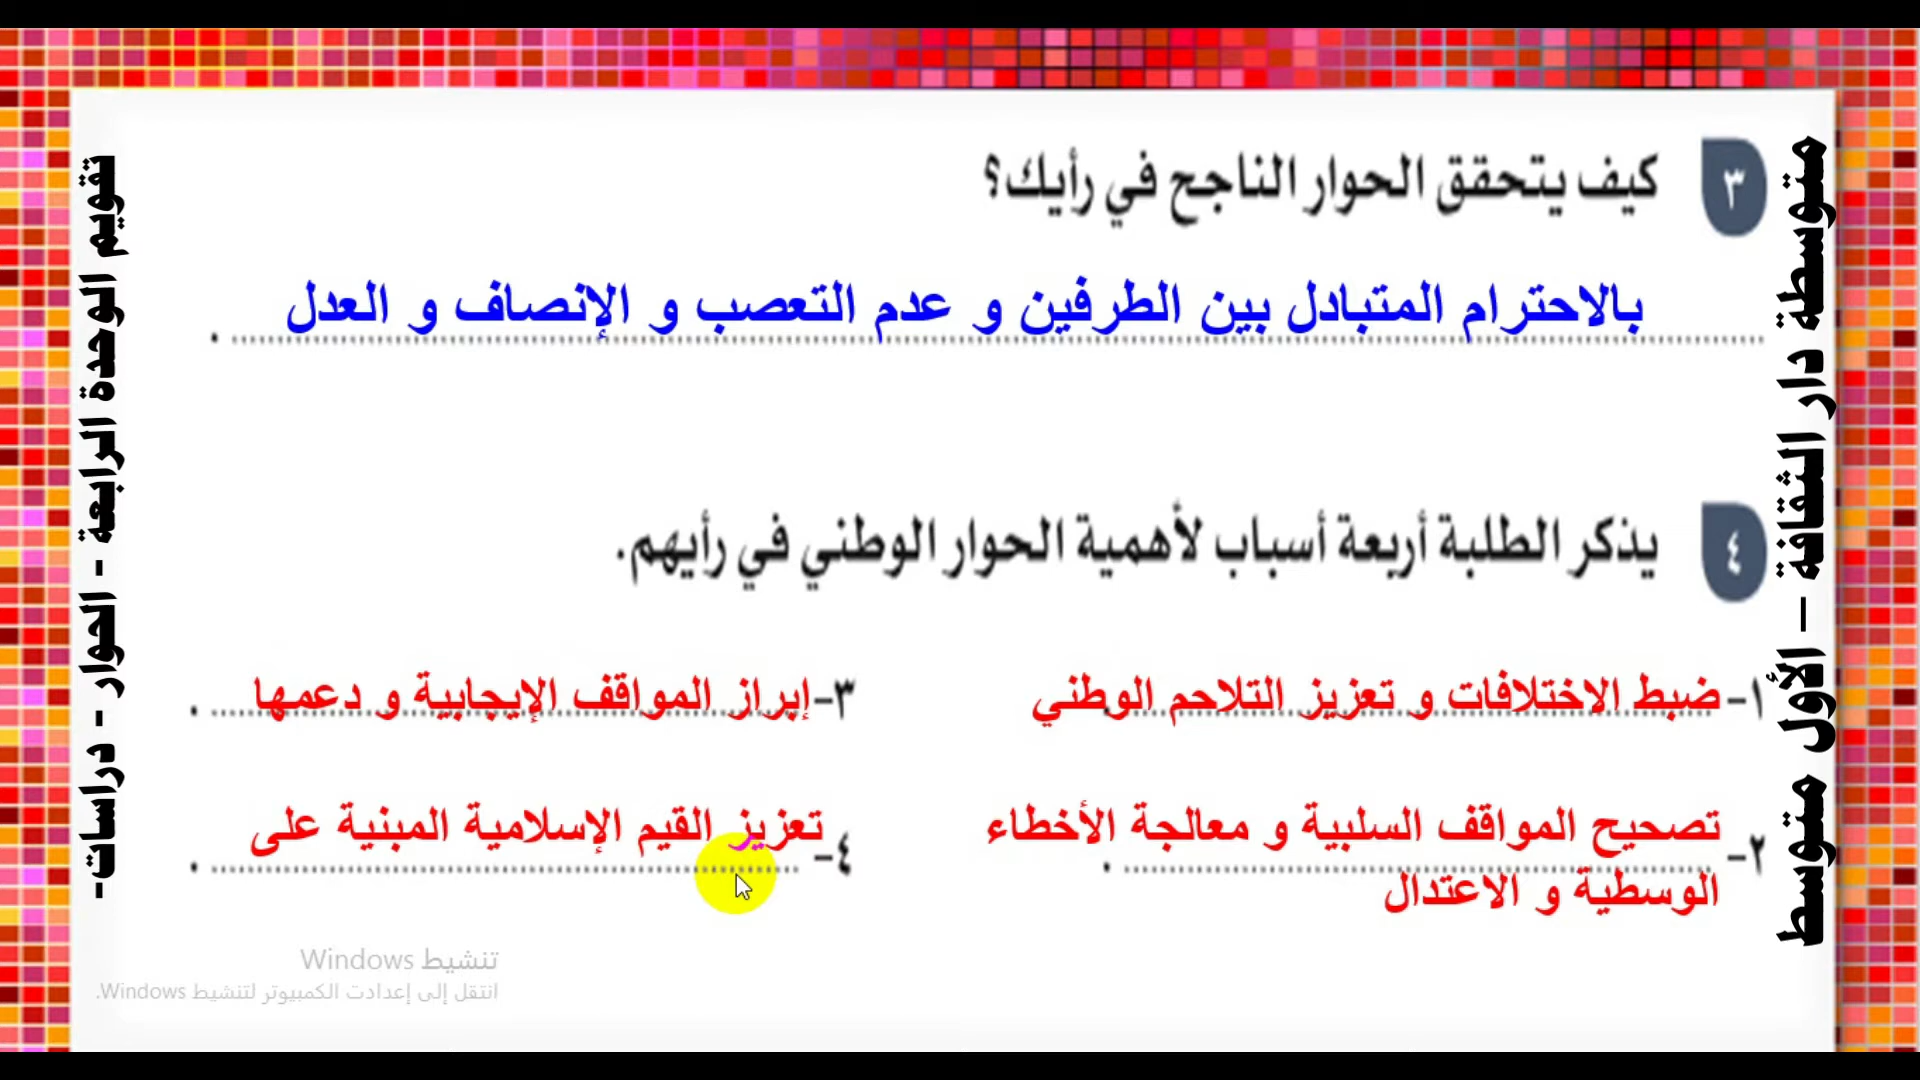 ٣ كيف يتحقق الحوار الناجح في رأيك؟
بالاحترام المتبادل بين الطرفين و عدم التعصب و الإنصاف و العدل .
٤ يذكر الطلبة أربعة أسباب لأهمية الحوار الوطني في رأيهم.
١- ضبط الاختلافات و تعزيز التلاحم الوطني
٣- إبراز المواقف الإيجابية و دعمها .
٢- تصحيح المواقف السلبية و معالجة الأخطاء .
٤- تعزيز القيم الإسلامية المبنية على .
الوسطية و الاعتدال
متوسطة دار الثقافة – الأول متوسط
تقويم الوحدة الرابعة - الحوار - دراسات-
تنشيط Windows
انتقل إلى إعدادت الكمبيوتر لتنشيط Windows.